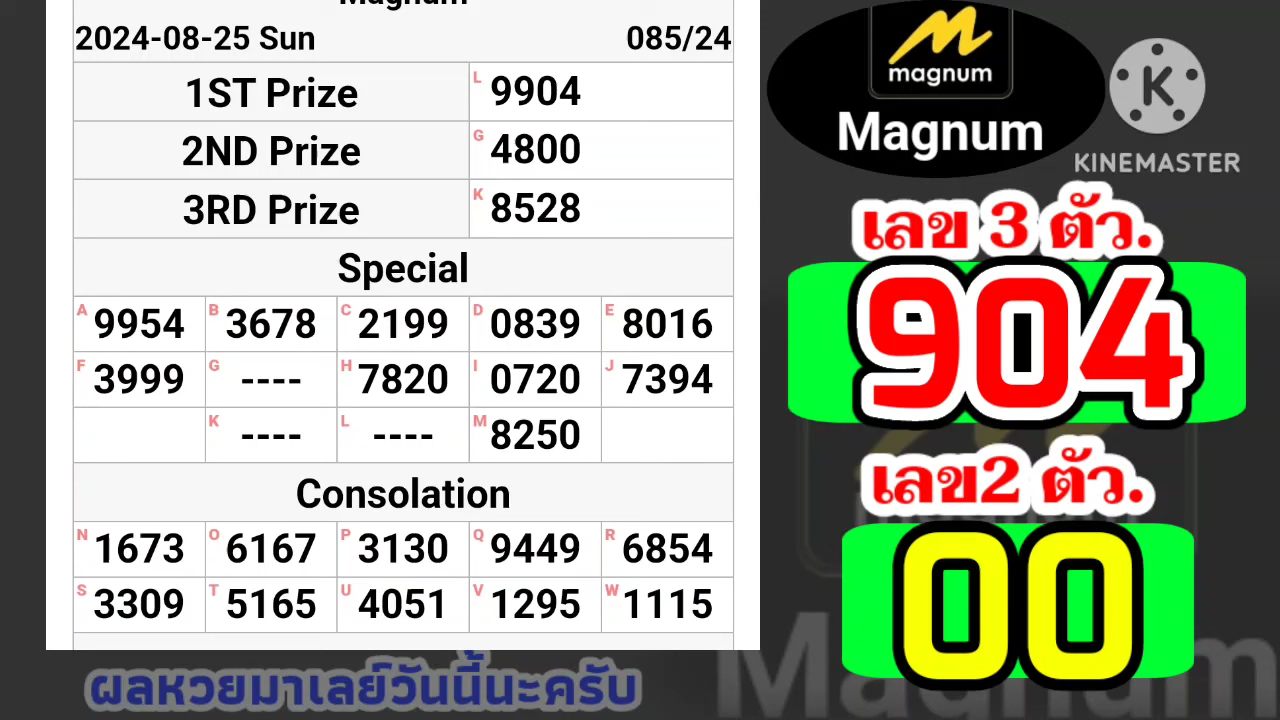 Magnum
2024-08-25 Sun 085/24
1ST Prize L 9904
2ND Prize G 4800
3RD Prize K 8528
Special
A 9954 B 3678 C 2199 D 0839 E 8016
F 3999 G ---- H 7820 I 0720 J 7394
K ---- L ---- M 8250
Consolation
N 1673 O 6167 P 3130 Q 9449 R 6854
S 3309 T 5165 U 4051 V 1295 W 1115
magnum
Magnum
K
KINEMASTER
เลข 3 ตัว.
904
เลข2 ตัว.
00
ผลหวยมาเลย์วันนี้นะครับ
Magnum